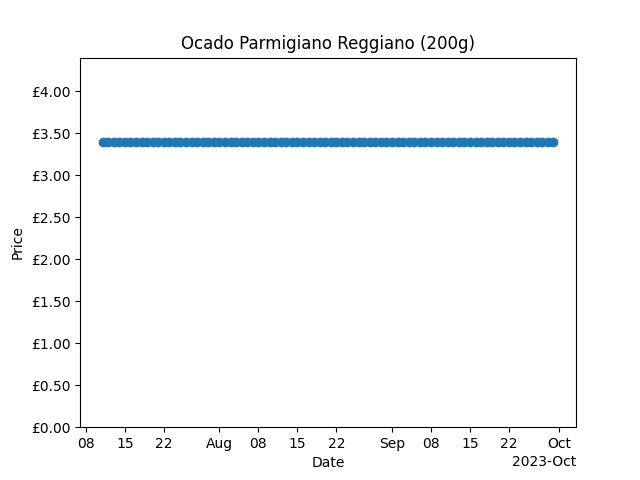 Ocado Parmigiano Reggiano (200g)
£4.00
£3.50
£3.00
£2.50
£2.00
£1.50
£1.00
£0.50
£0.00
Price
08 15 22 Aug 08 15 22 Sep 08 15 22 Oct
Date
2023-Oct